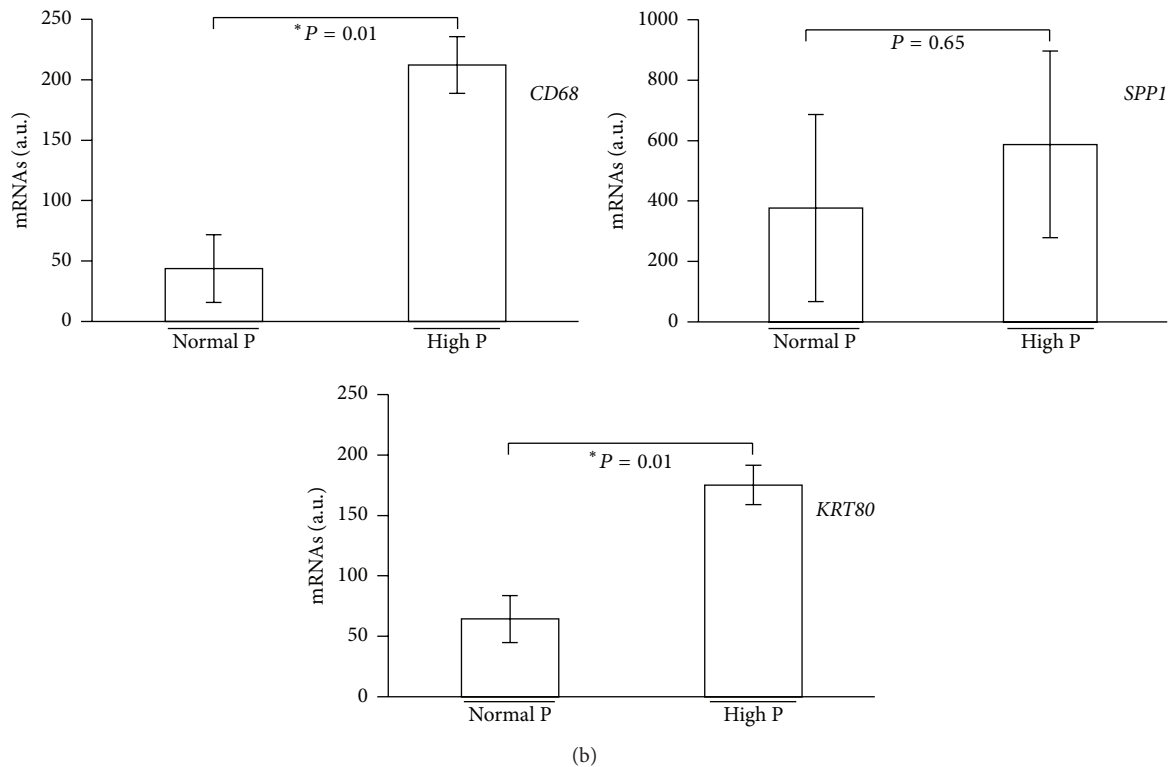 250
200
150
100
50
0
mRNAs (a.u.)
*P = 0.01
CD68
Normal P
High P
1000
800
600
400
200
0
mRNAs (a.u.)
P = 0.65
SPP1
Normal P
High P
250
200
150
100
50
0
mRNAs (a.u.)
*P = 0.01
KRT80
Normal P
High P
(b)